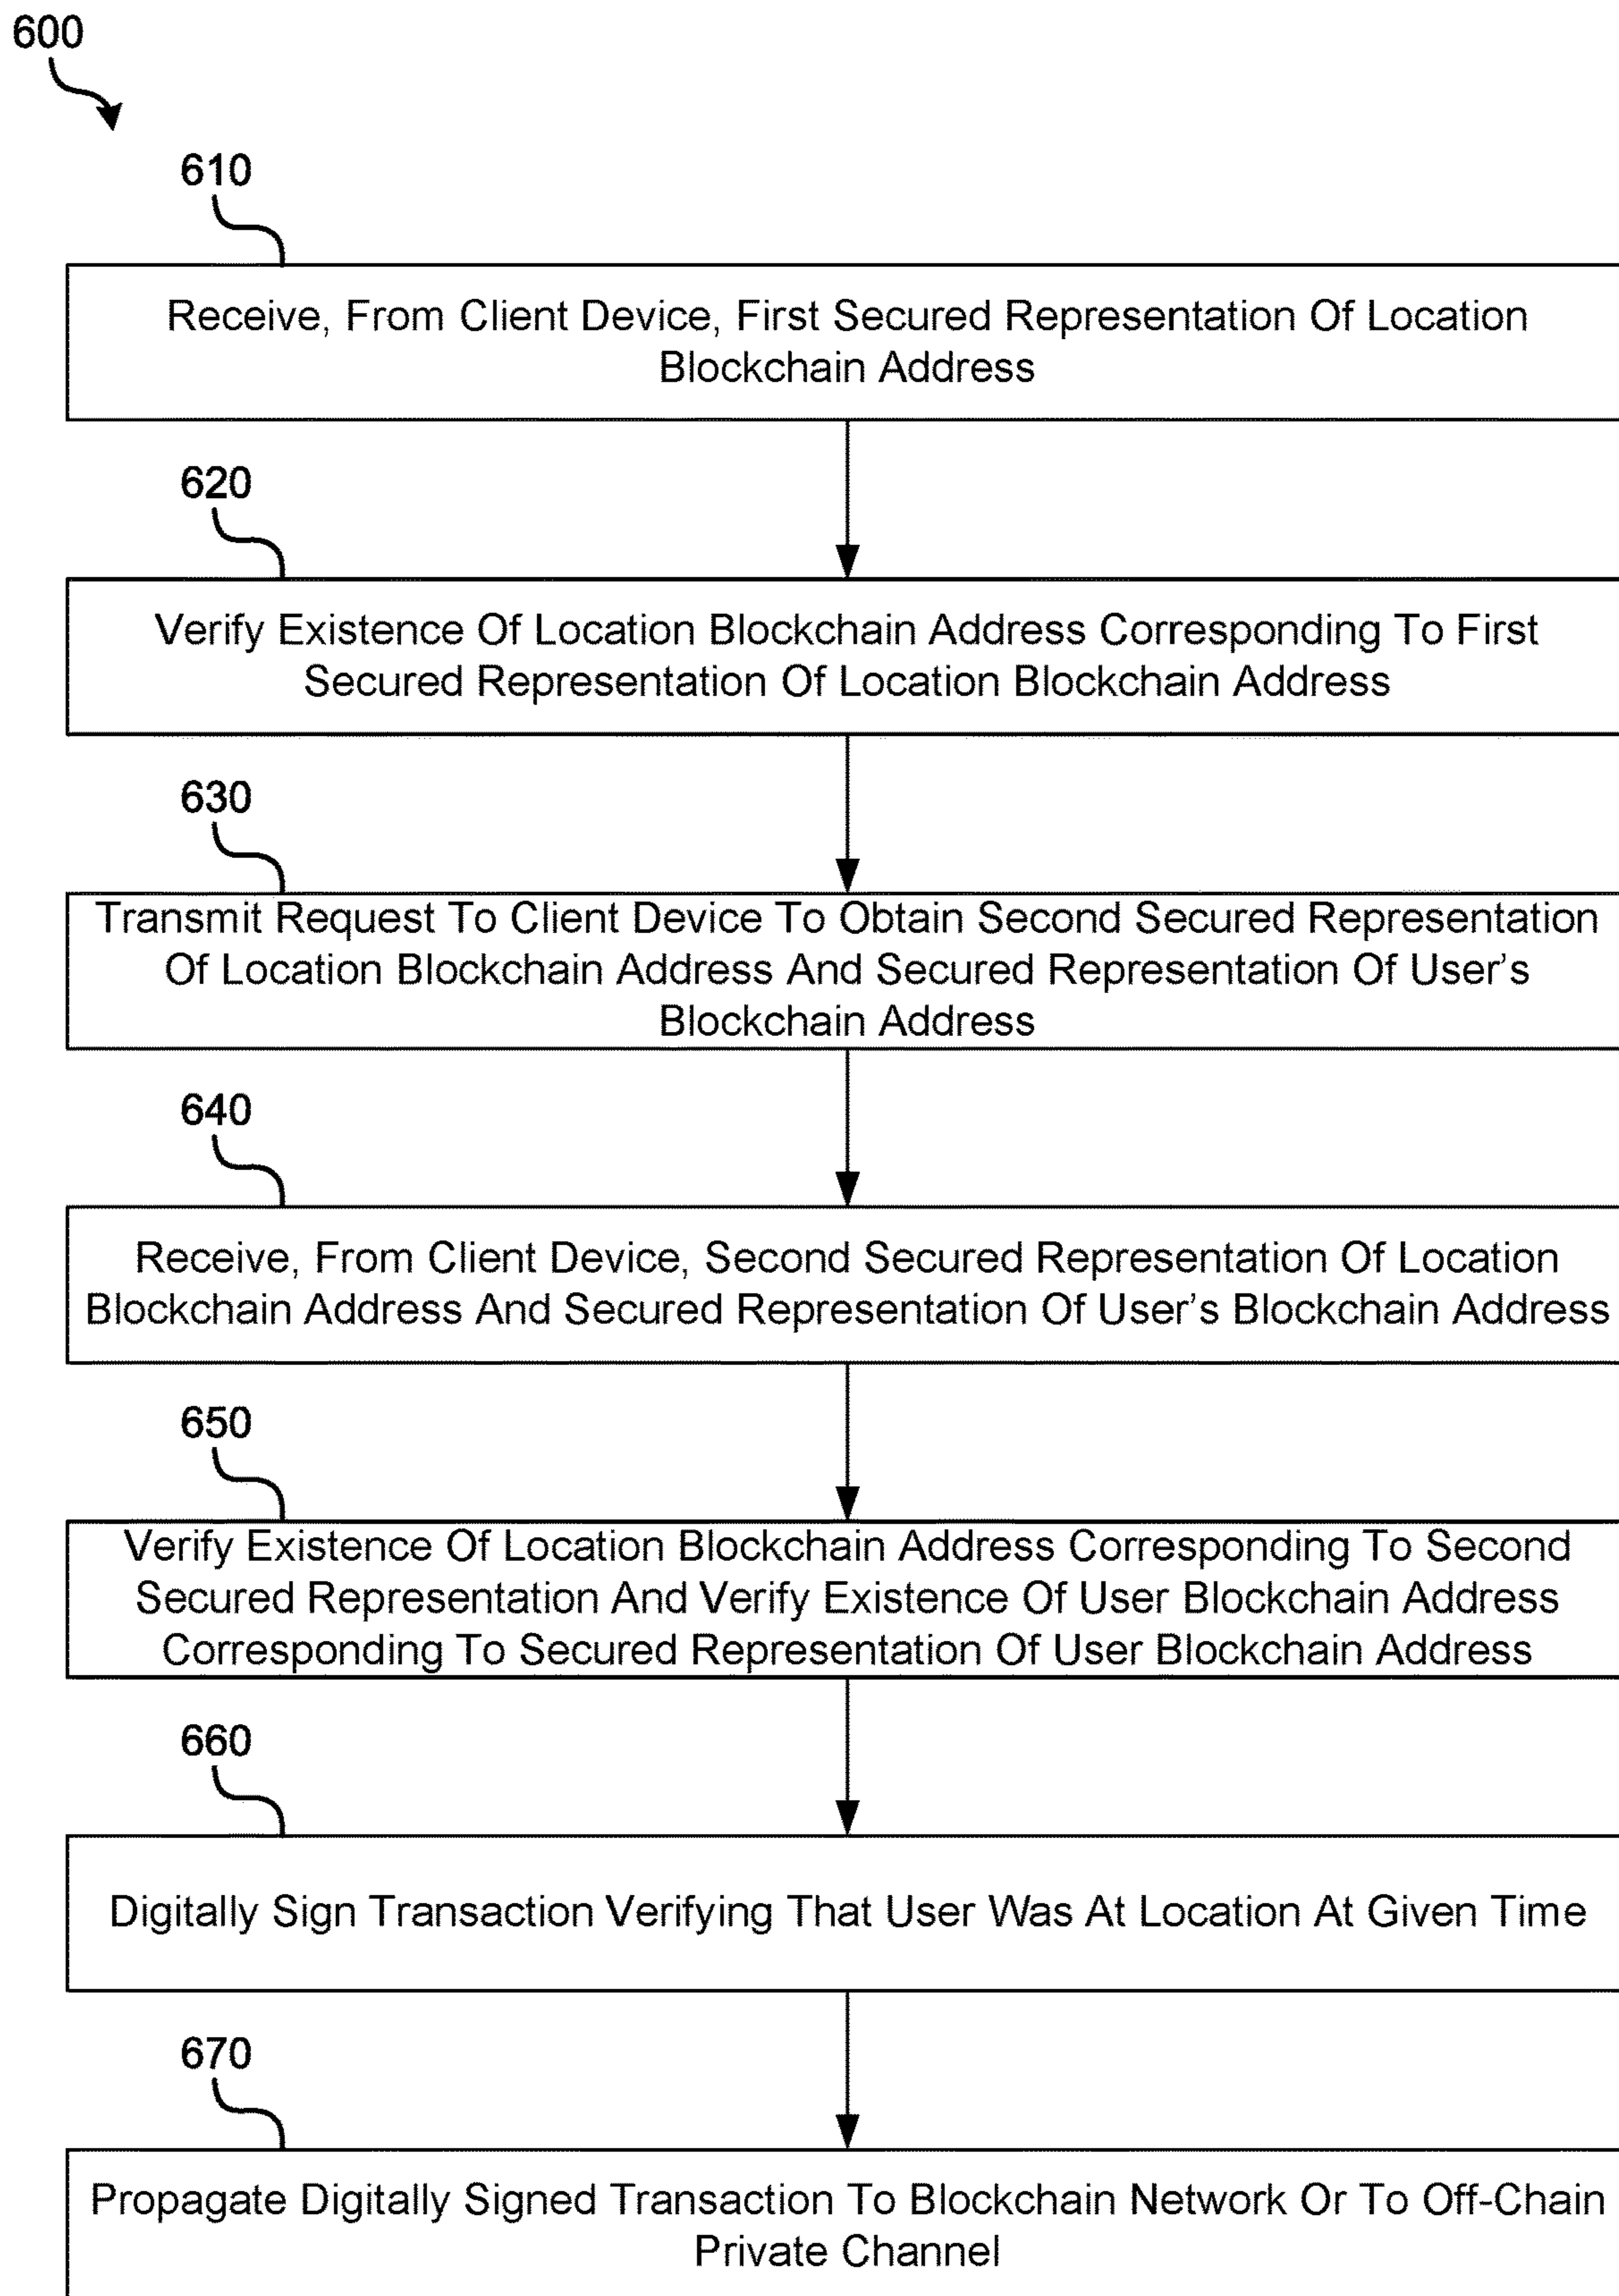 600
610
Receive, From Client Device, First Secured Representation Of Location
Blockchain Address
620
Verify Existence Of Location Blockchain Address Corresponding To First
Secured Representation Of Location Blockchain Address
630
Transmit Request To Client Device To Obtain Second Secured Representation
Of Location Blockchain Address And Secured Representation Of User's
Blockchain Address
640
Receive, From Client Device, Second Secured Representation Of Location
Blockchain Address And Secured Representation Of User's Blockchain Address
650
Verify Existence Of Location Blockchain Address Corresponding To Second
Secured Representation And Verify Existence Of User Blockchain Address
Corresponding To Secured Representation Of User Blockchain Address
660
Digitally Sign Transaction Verifying That User Was At Location At Given Time
670
Propagate Digitally Signed Transaction To Blockchain Network Or To Off-Chain
Private Channel